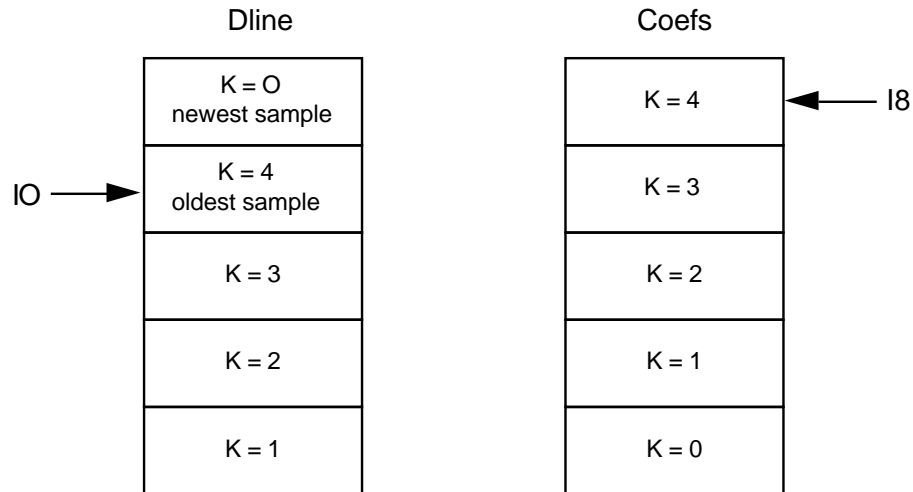 Dline
Coefs
K = O
newest sample
K = 4
I8
K = 4
oldest sample
IO
K = 3
K = 3
K = 2
K = 2
K = 1
K = 1
K = 0